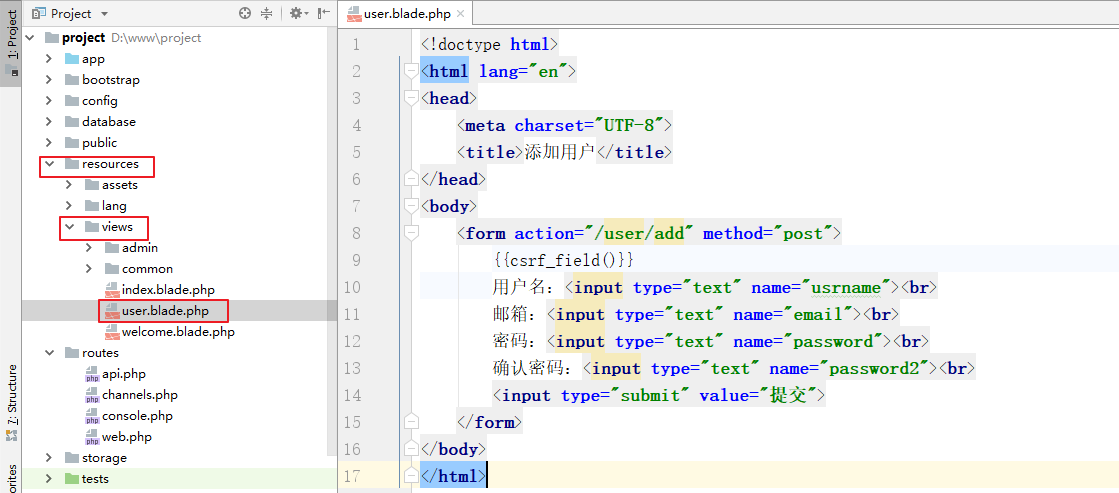 1: Project
Project
project D:\www\project
app
bootstrap
config
database
public
resources
assets
lang
views
admin
common
index.blade.php
user.blade.php
welcome.blade.php
routes
php api.php
php channels.php
php console.php
php web.php
storage
tests
7: Structure
orites
user.blade.php
1 <!doctype html>
2 <html lang="en">
3 <head>
4 <meta charset="UTF-8">
5 <title>添加用户</title>
6 </head>
7 <body>
8 <form action="/user/add" method="post">
9 {{csrf_field()}}
10 用户名：<input type="text" name="usrname"><br>
11 邮箱：<input type="text" name="email"><br>
12 密码：<input type="text" name="password"><br>
13 确认密码：<input type="text" name="password2"><br>
14 <input type="submit" value="提交">
15 </form>
16 </body>
17 </html>